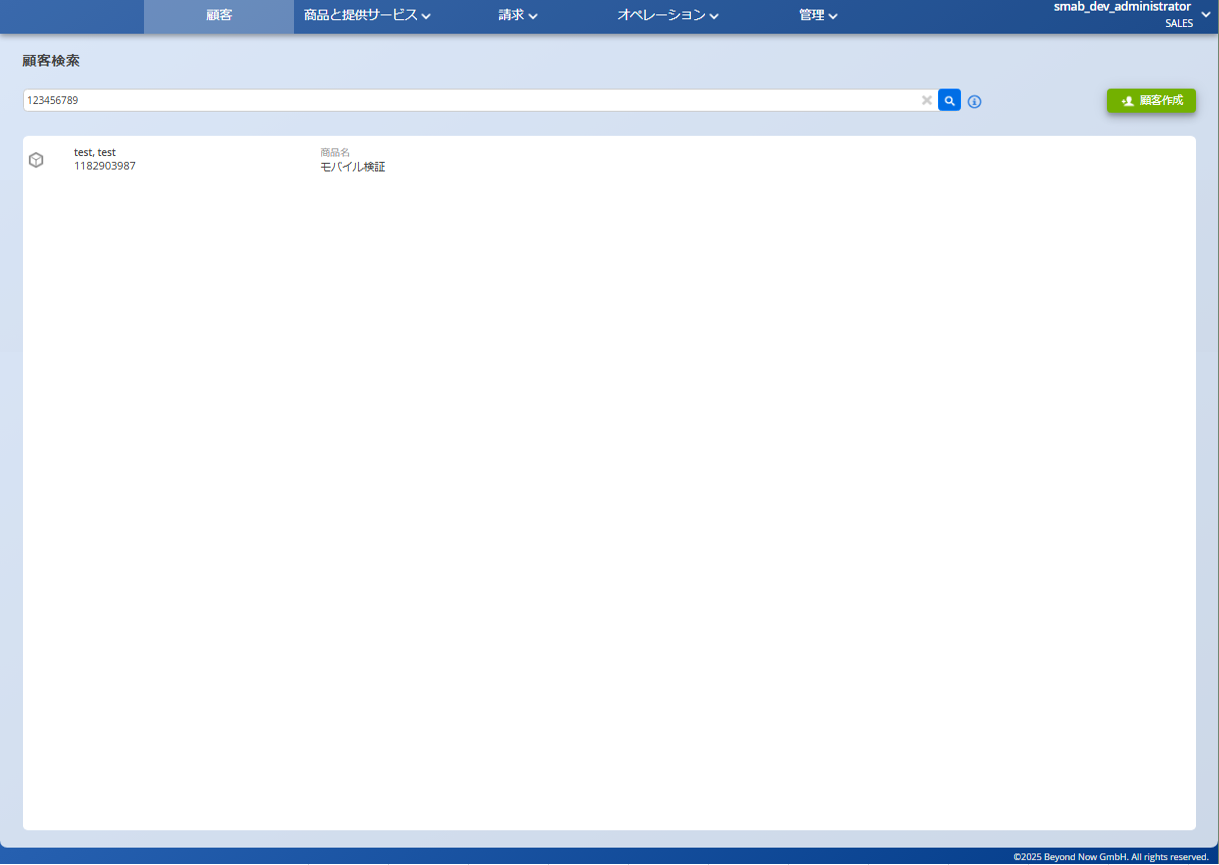 顧客
商品と提供サービス
請求
オペレーション
管理
smab_dev_administrator
SALES
顧客検索
123456789
顧客作成
test, test
1182903987
商品名
モバイル検証
©2025 Beyond Now GmbH. All rights reserved.